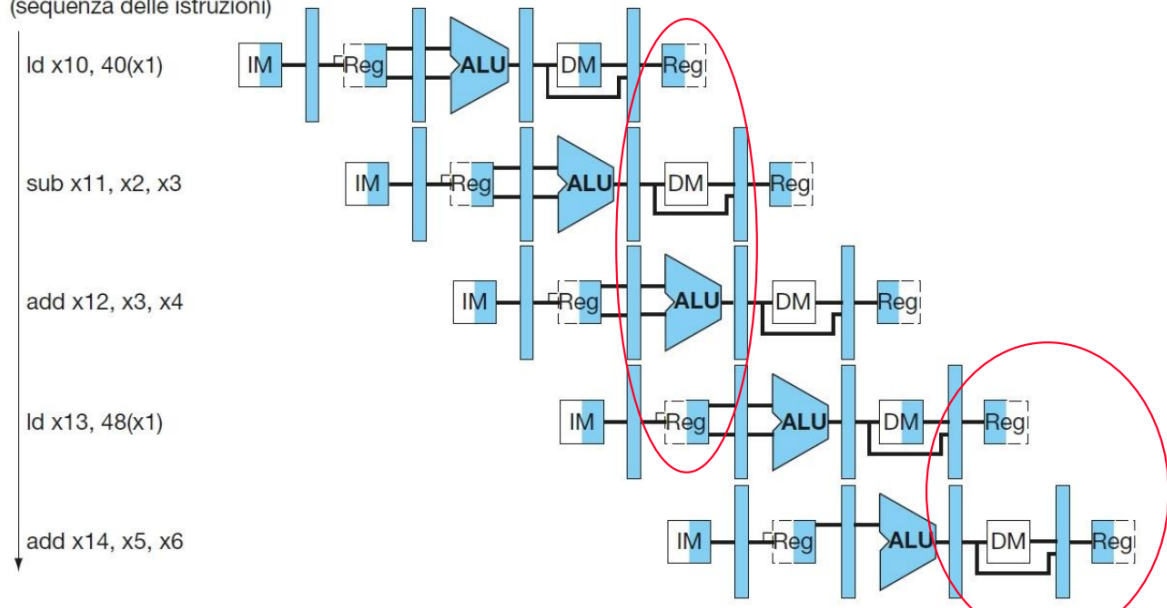 (sequenza delle istruzioni)
ld x10, 40(x1) IM Reg ALU DM Reg
sub x11, x2, x3 IM Reg ALU DM Reg
add x12, x3, x4 IM Reg ALU DM Reg
ld x13, 48(x1) IM Reg ALU DM Reg
add x14, x5, x6 IM Reg ALU DM Reg